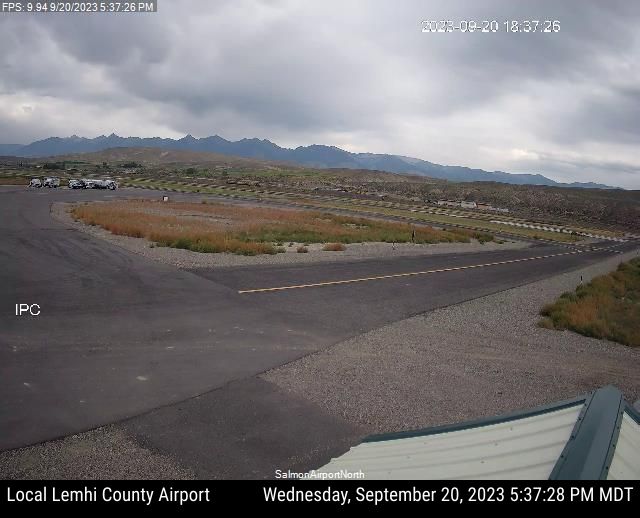 FPS: 9.94 9/20/2023 5:37:26 PM
2023-09-20 18:37:26
IPC
SalmonAirportNorth
Local Lemhi County Airport
Wednesday, September 20, 2023 5:37:28 PM MDT